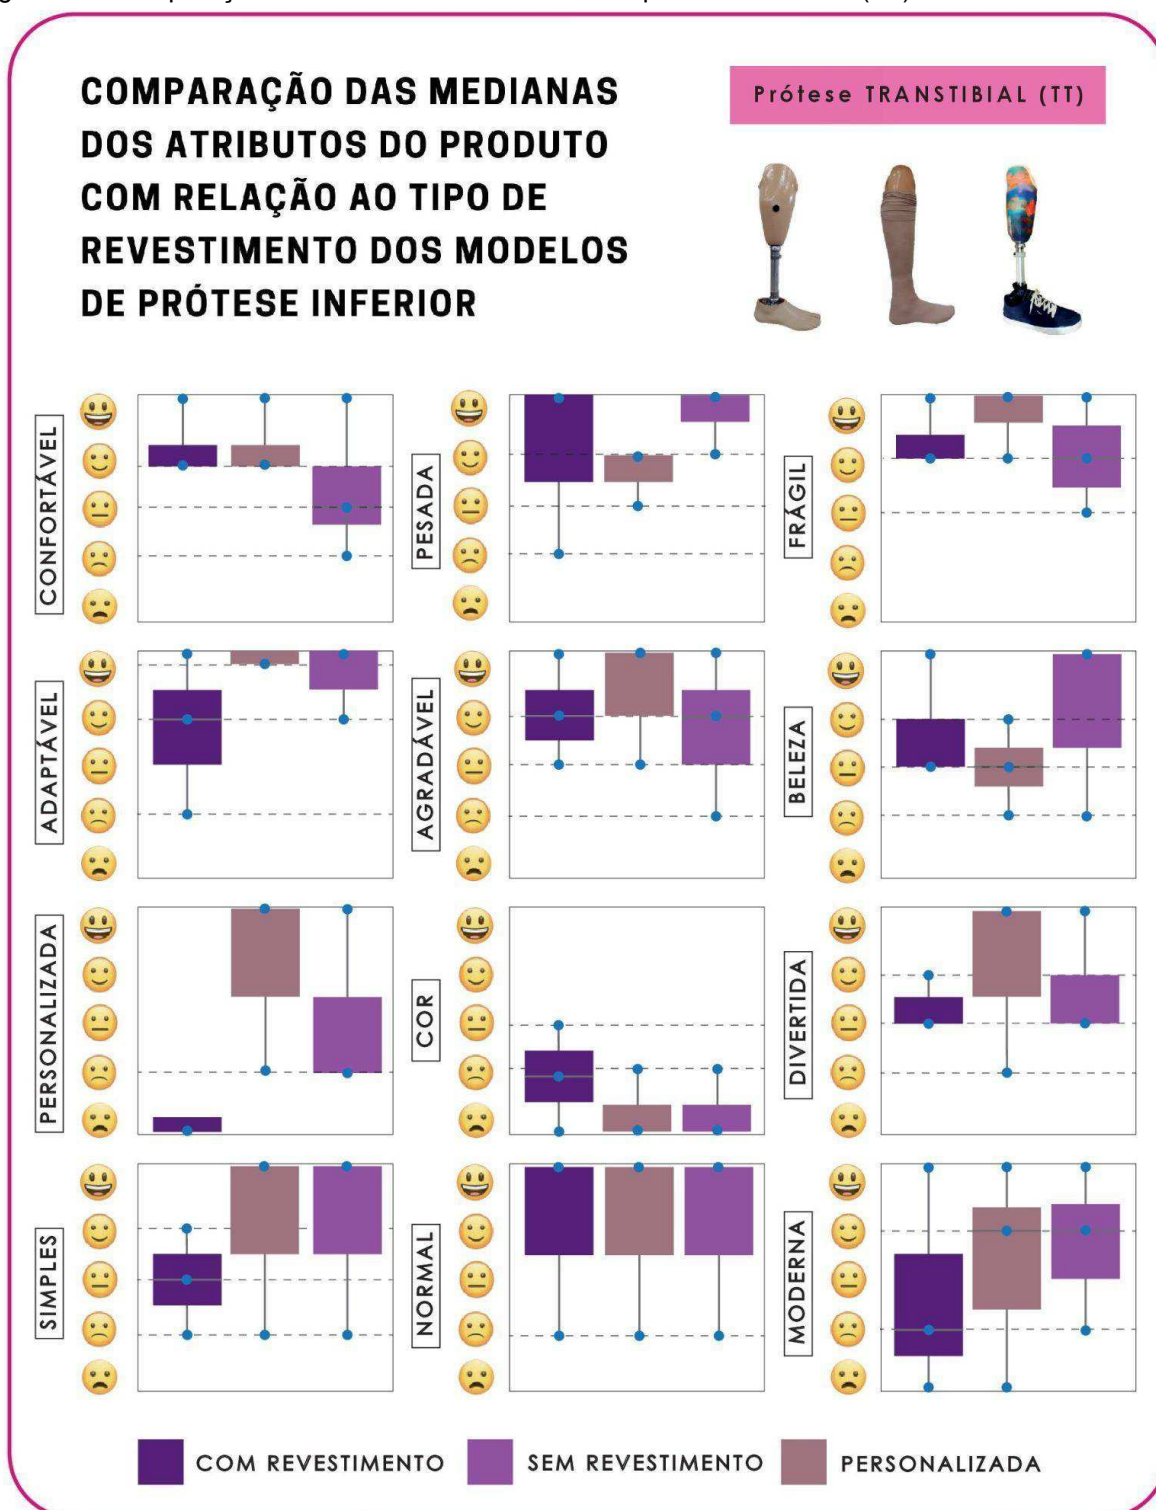 COMPARAÇÃO DAS MEDIANAS
DOS ATRIBUTOS DO PRODUTO
COM RELAÇÃO AO TIPO DE
REVESTIMENTO DOS MODELOS
DE PRÓTESE INFERIOR
Prótese TRANSTIBIAL (TT)
CONFORTÁVEL
PESADA
FRÁGIL
ADAPTÁVEL
AGRADÁVEL
BELEZA
PERSONALIZADA
COR
DIVERTIDA
SIMPLES
NORMAL
MODERNA
COM REVESTIMENTO
SEM REVESTIMENTO
PERSONALIZADA